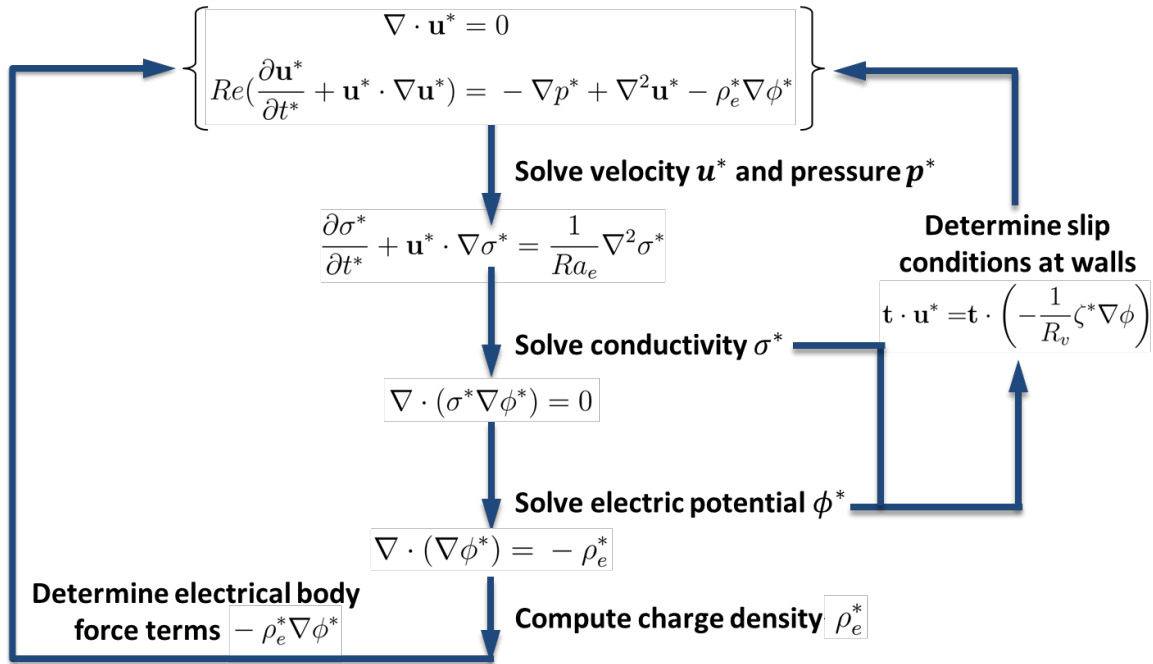 ∇ · u* = 0
Re(∂u*/∂t* + u* · ∇u*) = − ∇p* + ∇²u* − ρₑ*∇ϕ*
Solve velocity u* and pressure p*
∂σ*/∂t* + u* · ∇σ* = 1/Raₑ ∇²σ*
Determine slip
conditions at walls
t · u* =t · (−1/Rᵥ ζ*∇ϕ)
Solve conductivity σ*
∇ · (σ*∇ϕ*) = 0
Solve electric potential ϕ*
∇ · (∇ϕ*) = − ρₑ*
Determine electrical body
force terms − ρₑ*∇ϕ*
Compute charge density ρₑ*